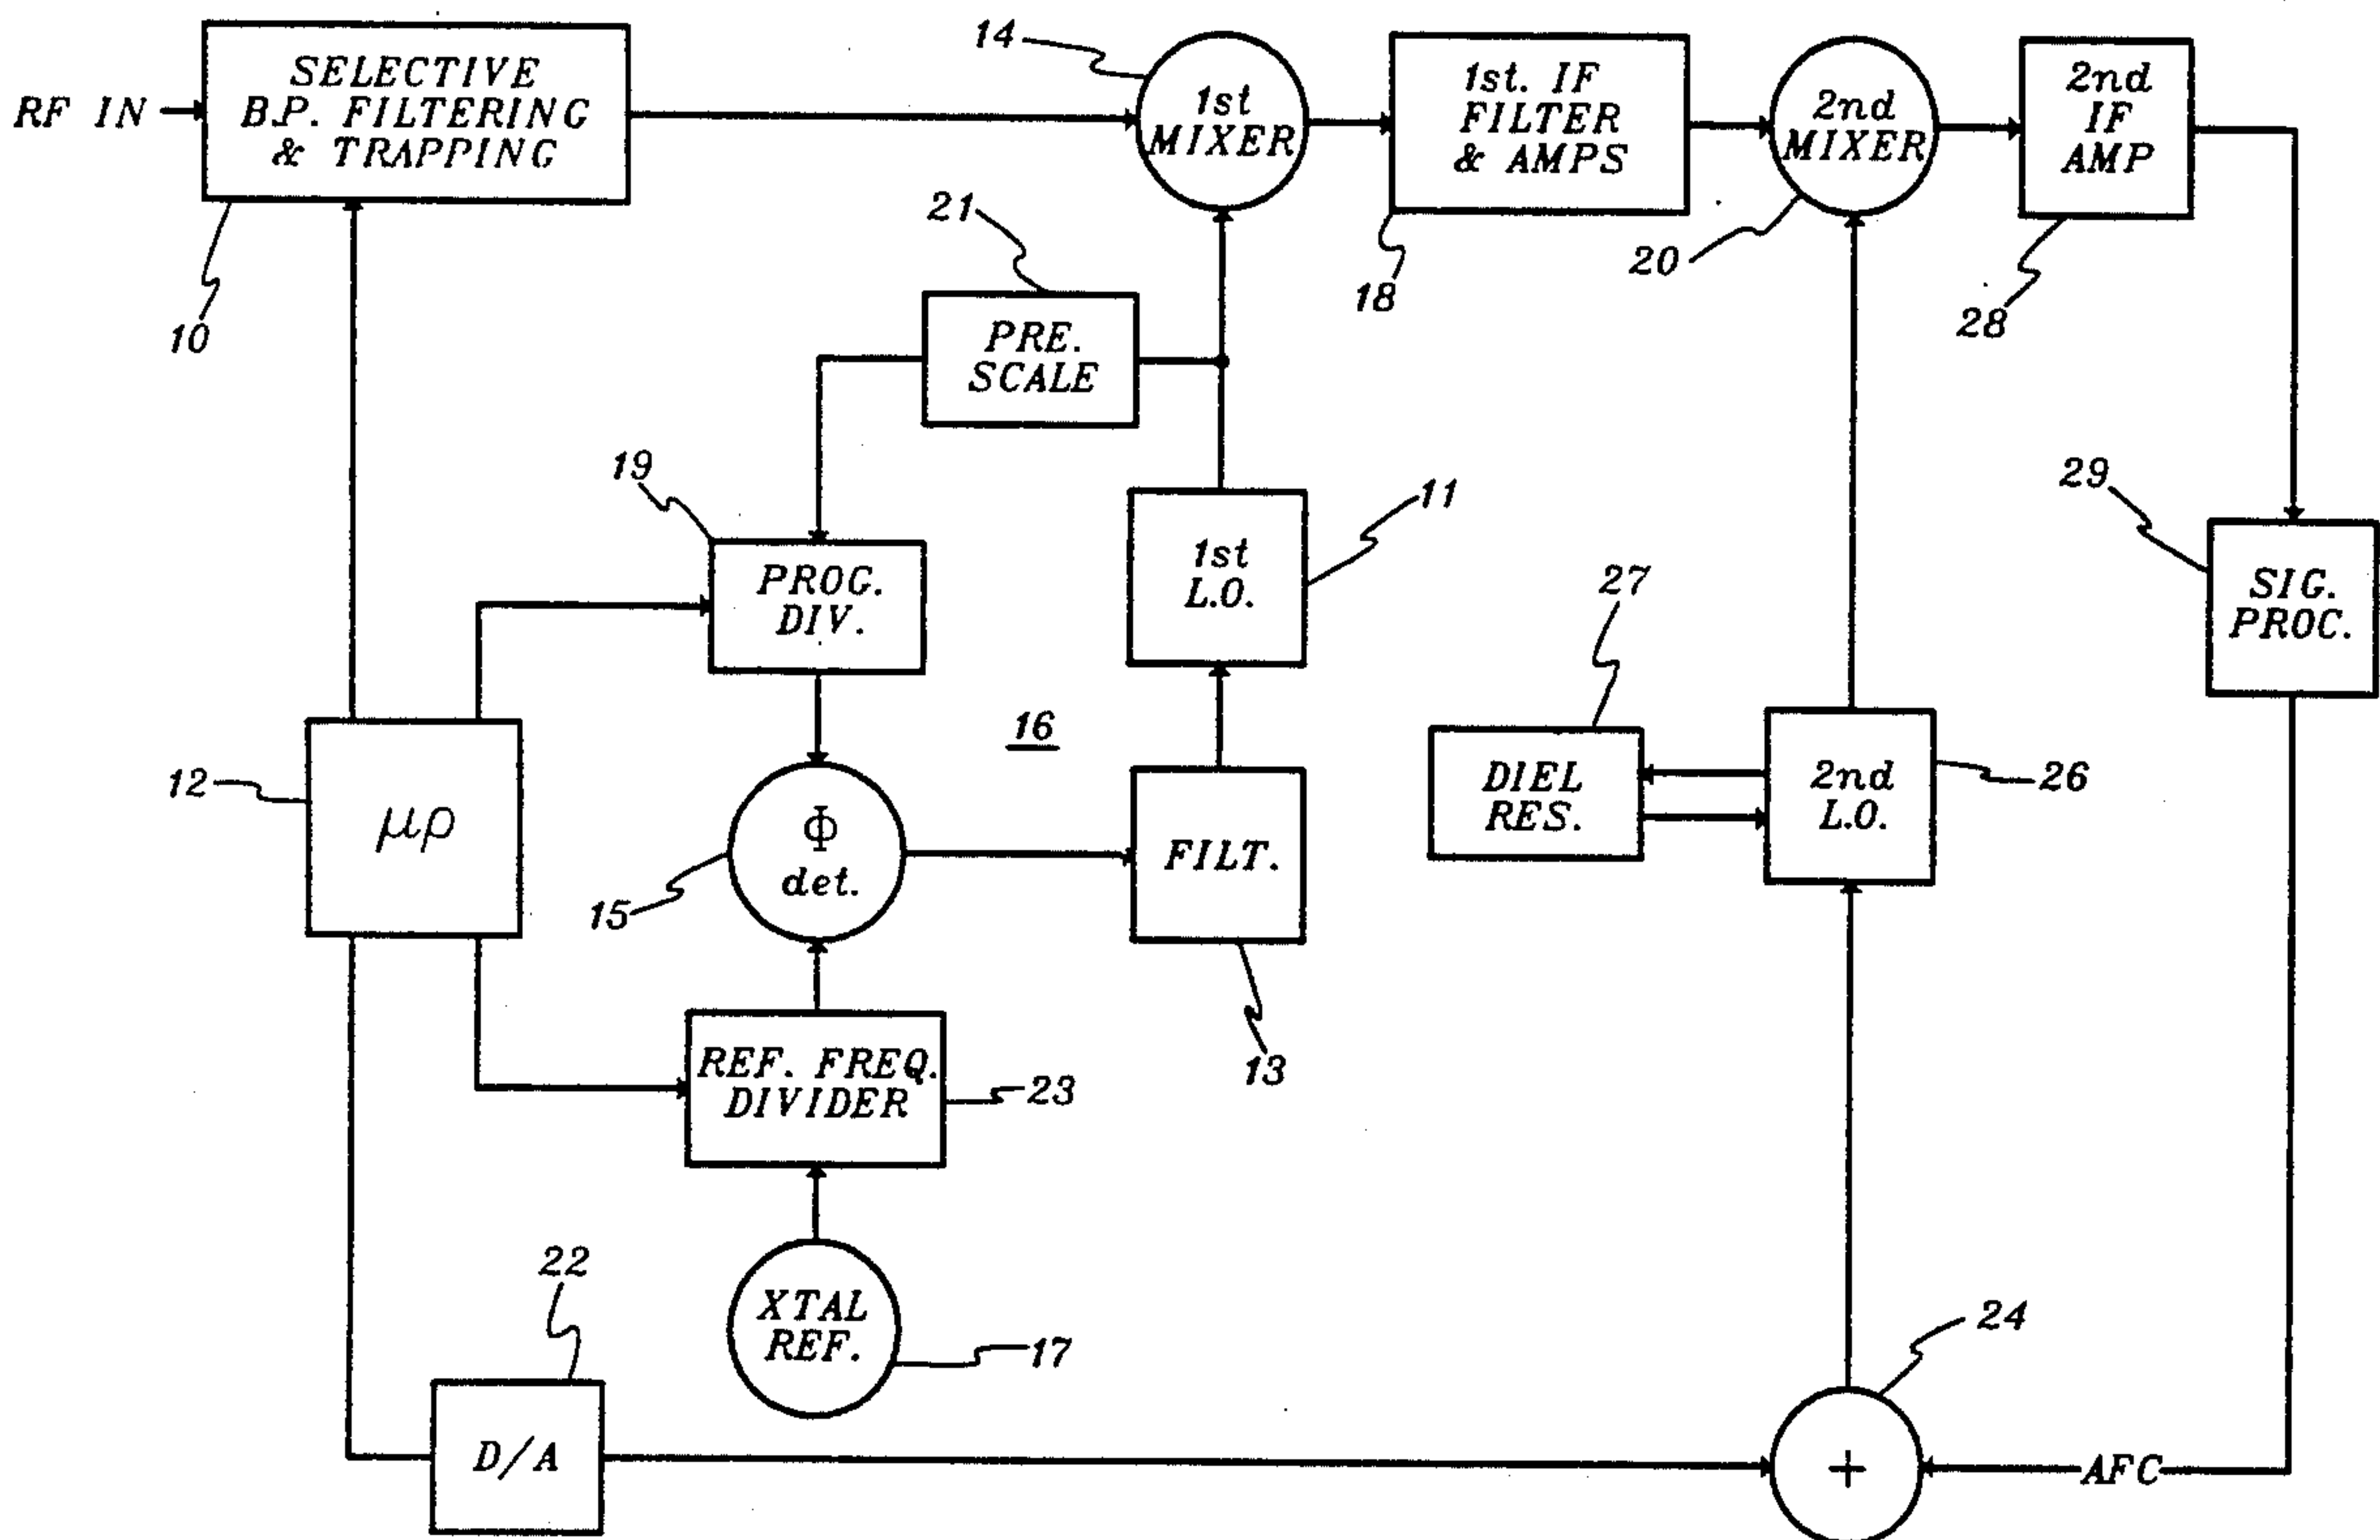 RF IN
SELECTIVE
B.P. FILTERING
& TRAPPING
10
14
1st
MIXER
1st. IF
FILTER
& AMPS
18
2nd
MIXER
20
2nd
IF
AMP
28
21
PRE.
SCALE
19
PROG.
DIV.
1st
L.O.
11
29
SIG.
PROC.
27
DIEL
RES.
2nd
L.O.
26
12
μρ
16
Φ
det.
15
FILT.
13
REF. FREQ.
DIVIDER
23
XTAL
REF.
17
22
D/A
24
+
AFC